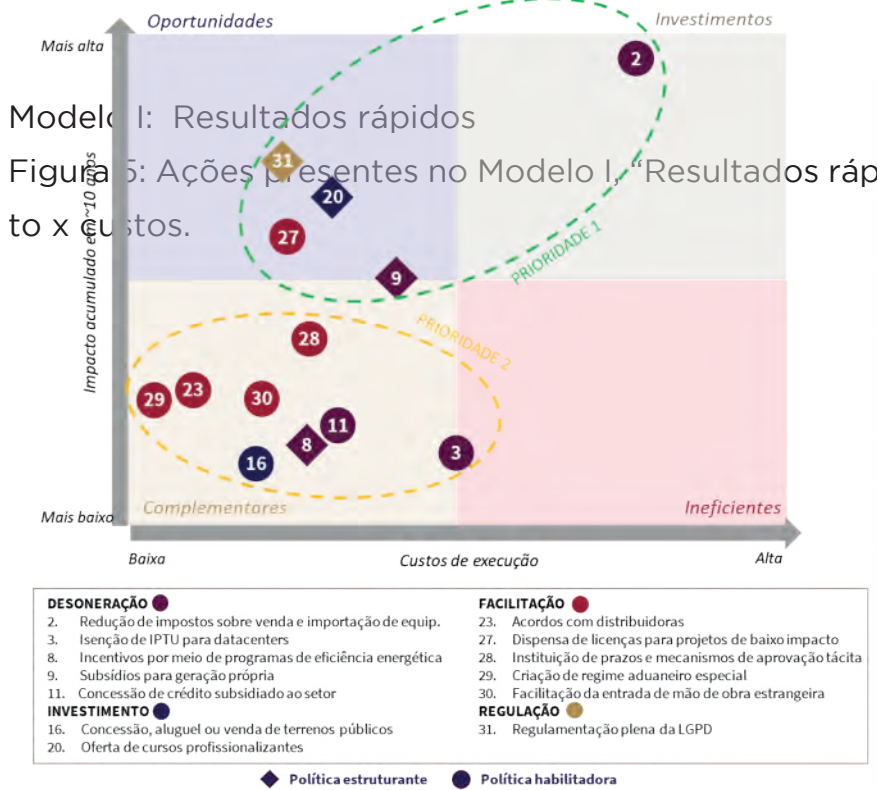 Oportunidades
Investimentos
Mais alta
2
Modelo I: Resultados rápidos
31
Figura 5: Ações presentes no Modelo I, “Resultados ráp
20
to x custos.
27
PRIORIDADE 1
9
Impacto acumulado em ~10 anos
PRIORIDADE 2
28
29
23
30
11
8
3
16
Complementares
Ineficientes
Mais baixo
Baixa
Custos de execução
Alta
DESONERAÇÃO
2. Redução de impostos sobre venda e importação de equip.
3. Isenção de IPTU para datacenters
8. Incentivos por meio de programas de eficiência energética
9. Subsídios para geração própria
11. Concessão de crédito subsidiado ao setor
INVESTIMENTO
16. Concessão, aluguel ou venda de terrenos públicos
20. Oferta de cursos profissionalizantes
FACILITAÇÃO
23. Acordos com distribuidoras
27. Dispensa de licenças para projetos de baixo impacto
28. Instituição de prazos e mecanismos de aprovação tácita
29. Criação de regime aduaneiro especial
30. Facilitação da entrada de mão de obra estrangeira
REGULAÇÃO
31. Regulamentação plena da LGPD
Política estruturante
Política habilitadora